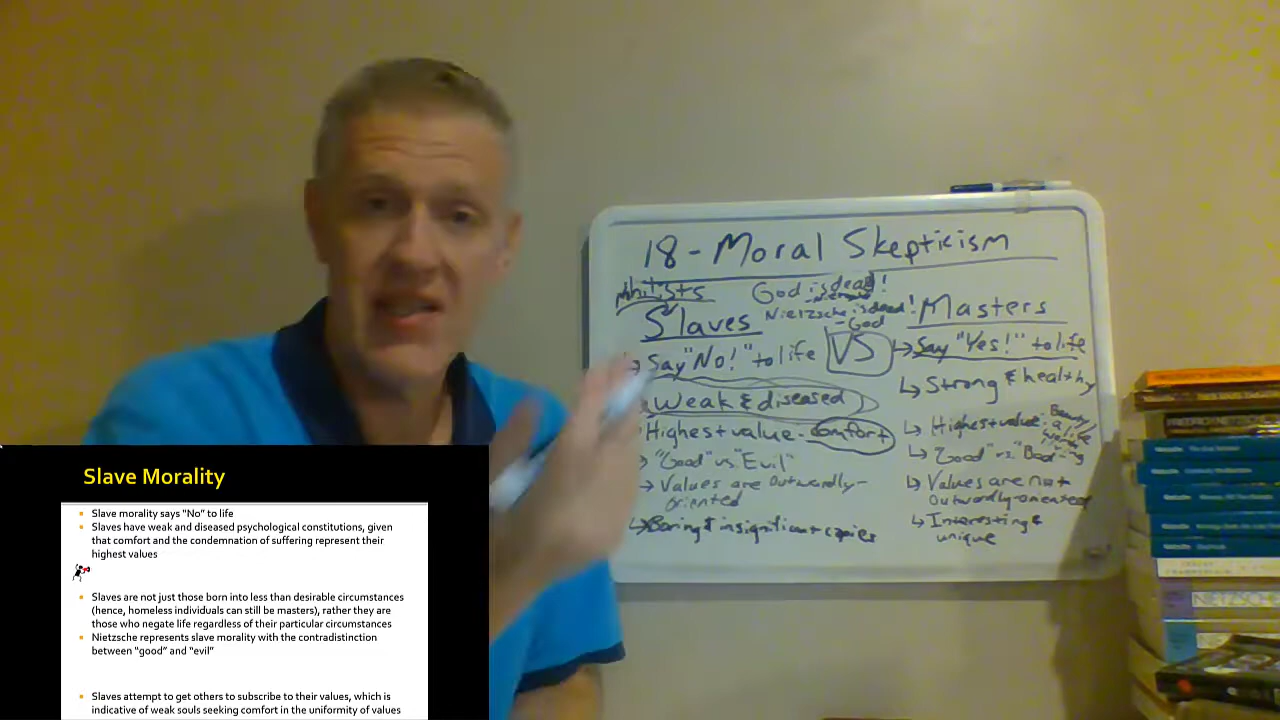 18 - Moral Skepticism
God is dead!
Nietzsche is dead!
- God
Slaves
VS
Masters
Say "No!" to life
Say "Yes!" to life
Weak & diseased
Strong & healthy
Highest value - Comfort
Highest value: Beauty
a life
"Good" vs. "Evil"
"Good" vs. "Bad"
Values are outwardly-
oriented
Values are not
outwardly-oriented
Boring & insignificant copies
Interesting &
unique
Slave Morality
Slave morality says “No” to life
Slaves have weak and diseased psychological constitutions, given
that comfort and the condemnation of suffering represent their
highest values
Slaves are not just those born into less than desirable circumstances
(hence, homeless individuals can still be masters), rather they are
those who negate life regardless of their particular circumstances
Nietzsche represents slave morality with the contradistinction
between “good” and “evil”
Slaves attempt to get others to subscribe to their values, which is
indicative of weak souls seeking comfort in the uniformity of values
NIETZSCHE